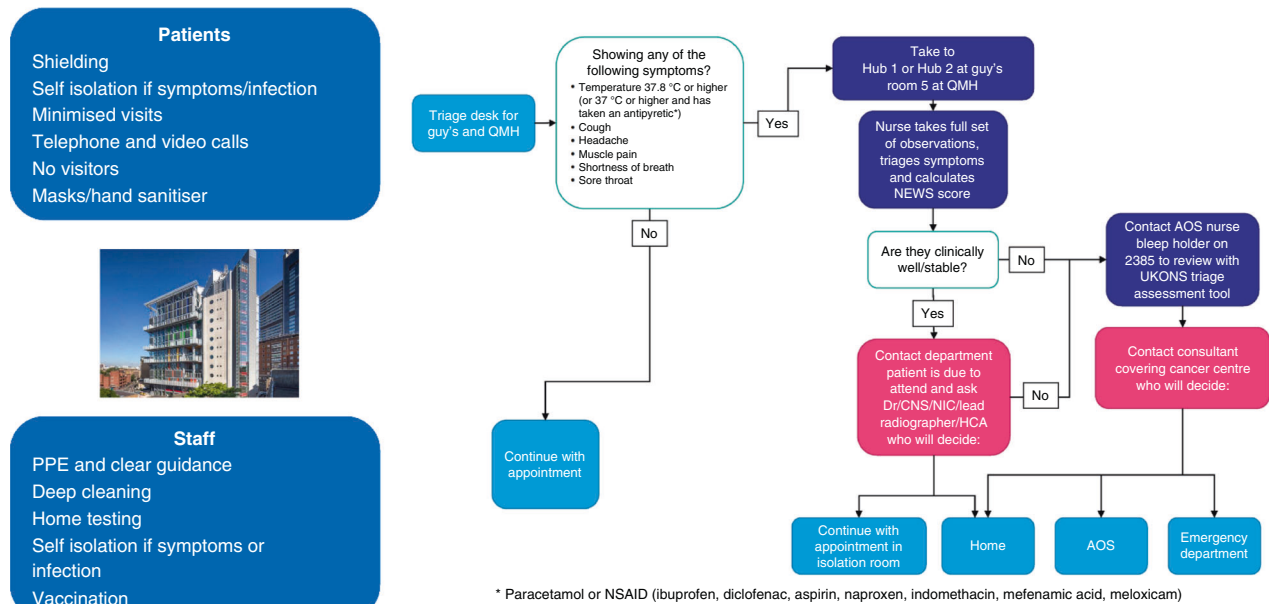 Patients
Shielding
Self isolation if symptoms/infection
Minimised visits
Telephone and video calls
No visitors
Masks/hand sanitiser
Staff
PPE and clear guidance
Deep cleaning
Home testing
Self isolation if symptoms or
infection
Vaccination
Triage desk for
guy's and QMH
Showing any of the
following symptoms?
• Temperature 37.8 °C or higher
(or 37 °C or higher and has
taken an antipyretic*)
• Cough
• Headache
• Muscle pain
• Shortness of breath
• Sore throat
Yes
No
Continue with
appointment
Take to
Hub 1 or Hub 2 at guy's
room 5 at QMH
Nurse takes full set
of observations,
triages symptoms
and calculates
NEWS score
Are they clinically
well/stable?
No
Yes
Contact AOS nurse
bleep holder on
2385 to review with
UKONS triage
assessment tool
Contact department
patient is due to
attend and ask
Dr/CNS/NIC/lead
radiographer/HCA
who will decide:
No
Contact consultant
covering cancer centre
who will decide:
Continue with
appointment in
isolation room
Home
AOS
Emergency
department
* Paracetamol or NSAID (ibuprofen, diclofenac, aspirin, naproxen, indomethacin, mefenamic acid, meloxicam)